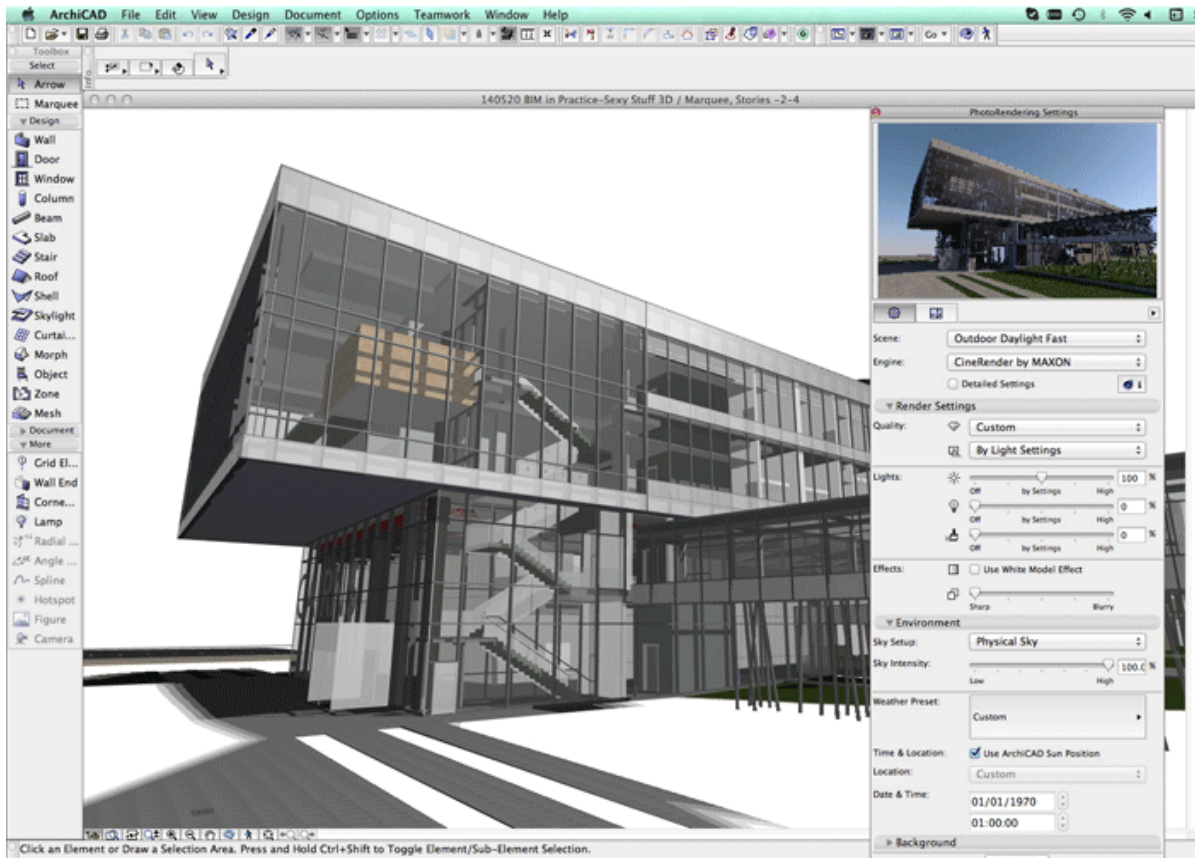 ArchiCAD File Edit View Design Document Options Teamwork Window Help
Toolbox
Select
Arrow
Marquee
Design
Wall
Door
Window
Column
Beam
Slab
Stair
Roof
Shell
Skylight
Curtai...
Morph
Object
Zone
Mesh
Document
More
Grid El...
Wall End
Corne...
Lamp
Radial ...
Angle ...
Spline
Hotspot
Figure
Camera
Info.
Go
140520 BIM in Practice-Sexy Stuff 3D / Marquee, Stories -2-4
PhotoRendering Settings
Scene: Outdoor Daylight Fast
Engine: CineRender by MAXON
Detailed Settings
Render Settings
Quality: Custom
By Light Settings
Lights: 100 %
Off by Settings High
0 %
Off by Settings High
0 %
Off by Settings High
Effects: Use White Model Effect
Sharp Blurry
Environment
Sky Setup: Physical Sky
Sky Intensity: 100.0 %
Low High
Weather Preset:
Custom
Time & Location: Use ArchiCAD Sun Position
Location: Custom
Date & Time:
01/01/1970
01:00:00
Background
Click an Element or Draw a Selection Area. Press and Hold Ctrl+Shift to Toggle Element/Sub-Element Selection.